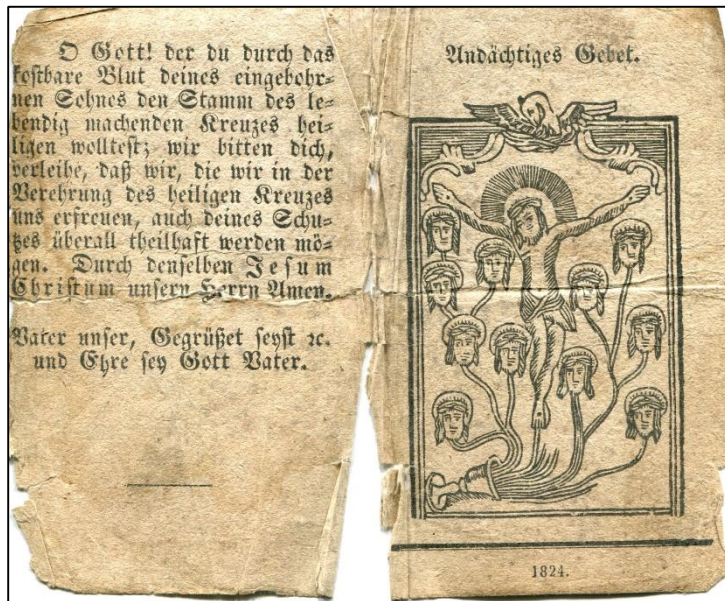 O Gott! der du durch das
kostbare Blut deines eingebohr-
nen Sohnes den Stamm des le-
bendig machenden Kreuzes hei-
ligen wolltest; wir bitten dich,
verleihe, daß wir, die wir in der
Verehrung des heiligen Kreuzes
uns erfreuen, auch deines Schu-
tzes überall theilhaft werden mö-
gen. Durch denselben Jesum
Christum unsern Herrn Amen.
Vater unser, Gegrüßet seyst ꝛc.
und Ehre sey Gott Vater.
Andächtiges Gebet.
1824.